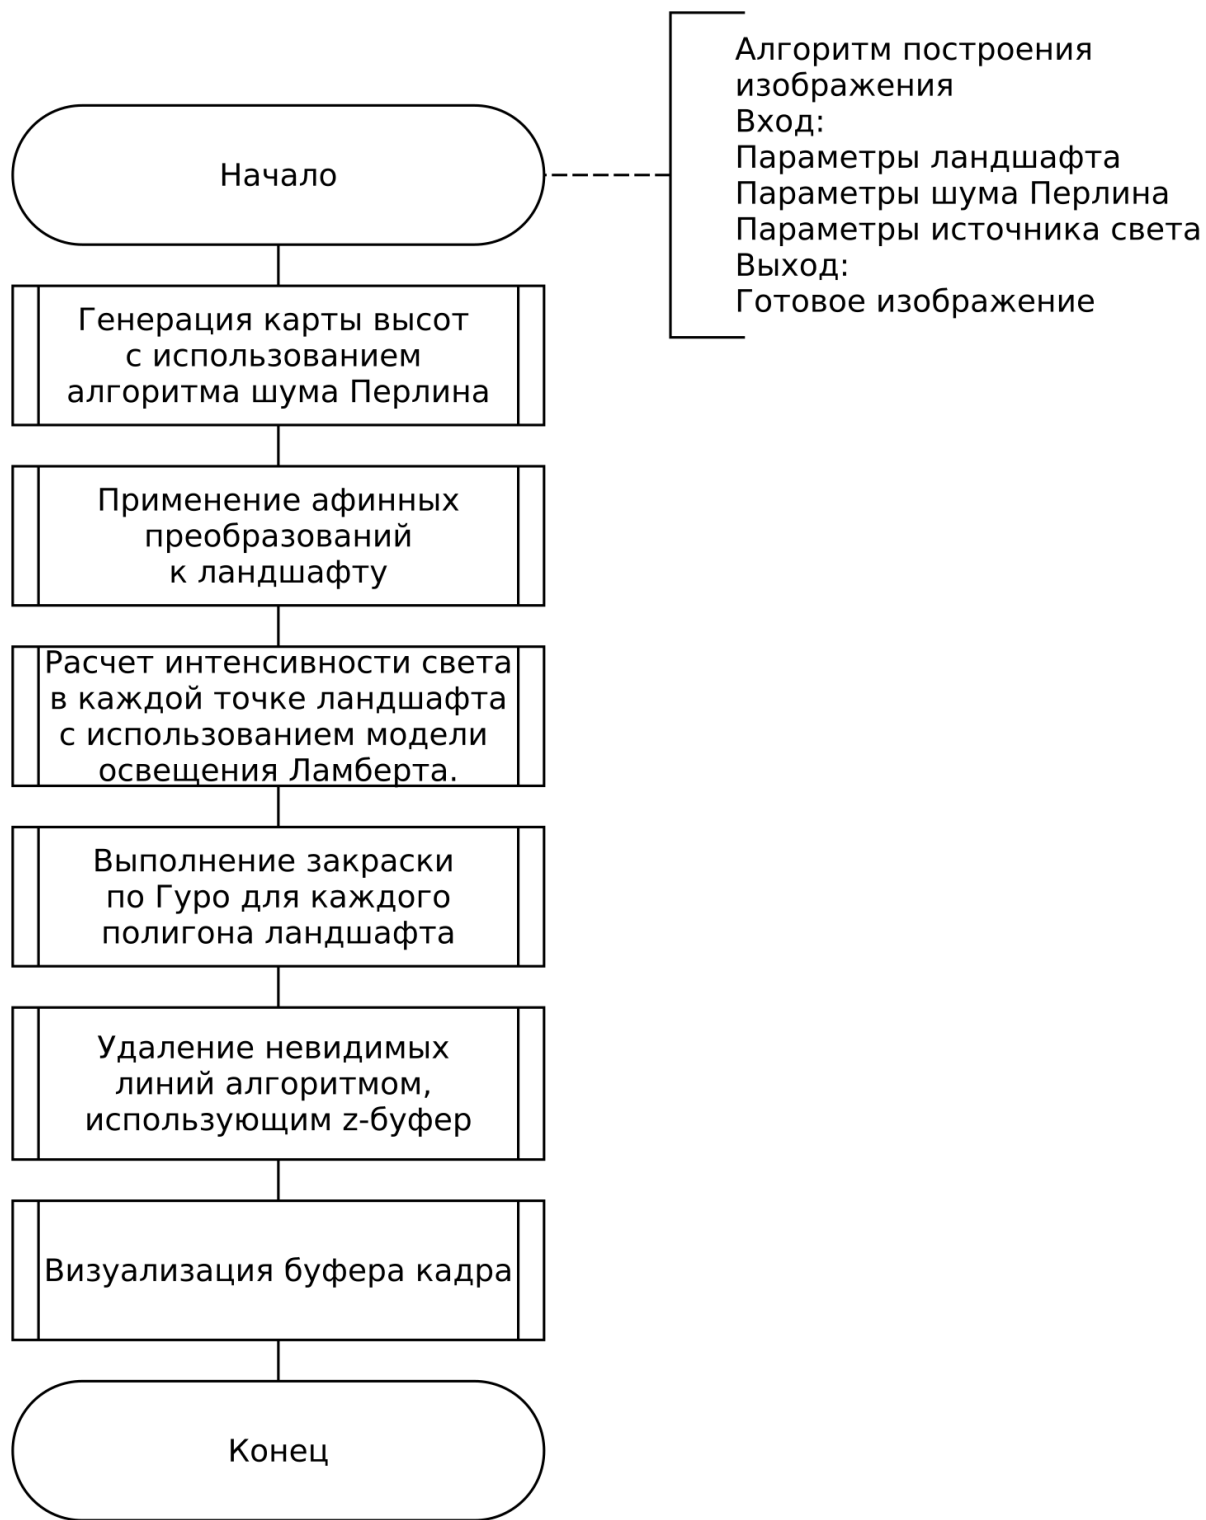 Алгоритм построения
изображения
Вход:
Параметры ландшафта
Параметры шума Перлина
Параметры источника света
Выход:
Готовое изображение
Начало
Генерация карты высот
с использованием
алгоритма шума Перлина
Применение афинных
преобразований
к ландшафту
Расчет интенсивности света
в каждой точке ландшафта
с использованием модели
освещения Ламберта.
Выполнение закраски
по Гуро для каждого
полигона ландшафта
Удаление невидимых
линий алгоритмом,
использующим z-буфер
Визуализация буфера кадра
Конец